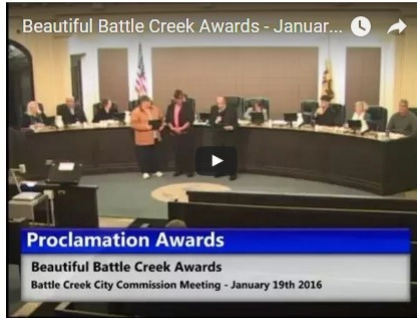 Beautiful Battle Creek Awards - Januar...
Proclamation Awards
Beautiful Battle Creek Awards
Battle Creek City Commission Meeting - January 19th 2016